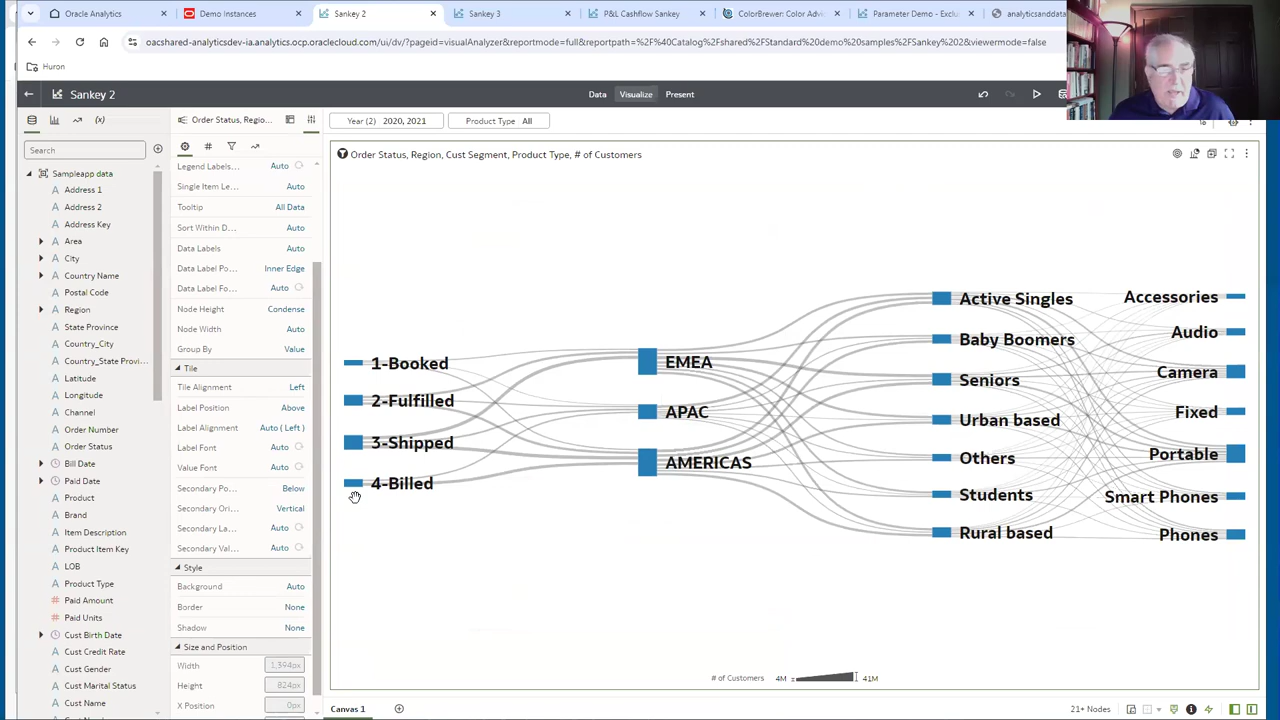 Oracle Analytics
Demo Instances
Sankey 2
Sankey 3
P&L Cashflow Sankey
ColorBrewer: Color Advi
Parameter Demo - Exclu
analyticsanddat
oacshared-analyticsdev-ia.analytics.ocp.oraclecloud.com/ui/dv/?pageid=visualAnalyzer&reportmode=full&reportpath=%2F%40Catalog%2Fshared%2FStandard%20demo%20samples%2FSankey%202&viewermode=false
Huron
Sankey 2
Data
Visualize
Present
Order Status, Regio...
Year (2) 2020, 2021
Product Type All
Search
Sampleapp data
Address 1
Address 2
Address Key
Area
City
Country Name
Postal Code
Region
State Province
Country_City
Country_State Provi...
Latitude
Longitude
Channel
Order Number
Order Status
Bill Date
Paid Date
Product
Brand
Item Description
Product Item Key
LOB
Product Type
Paid Amount
Paid Units
Cust Birth Date
Cust Credit Rate
Cust Gender
Cust Marital Status
Cust Name
Legend Labels... Auto
Single Item Le... Auto
Tooltip All Data
Sort Within D... Auto
Data Labels Auto
Data Label Po... Inner Edge
Data Label Fo... Auto
Node Height Condense
Node Width Auto
Group By Value
Tile
Tile Alignment Left
Label Position Above
Label Alignment Auto ( Left )
Label Font Auto
Value Font Auto
Secondary Po... Below
Secondary Ori... Vertical
Secondary La... Auto
Secondary Val... Auto
Style
Background Auto
Border None
Shadow None
Size and Position
Width 1,394px
Height 824px
X Position 0px
Order Status, Region, Cust Segment, Product Type, # of Customers
1-Booked
2-Fulfilled
3-Shipped
4-Billed
EMEA
APAC
AMERICAS
Active Singles
Baby Boomers
Seniors
Urban based
Others
Students
Rural based
Accessories
Audio
Camera
Fixed
Portable
Smart Phones
Phones
# of Customers 4M 41M
Canvas 1
21+ Nodes